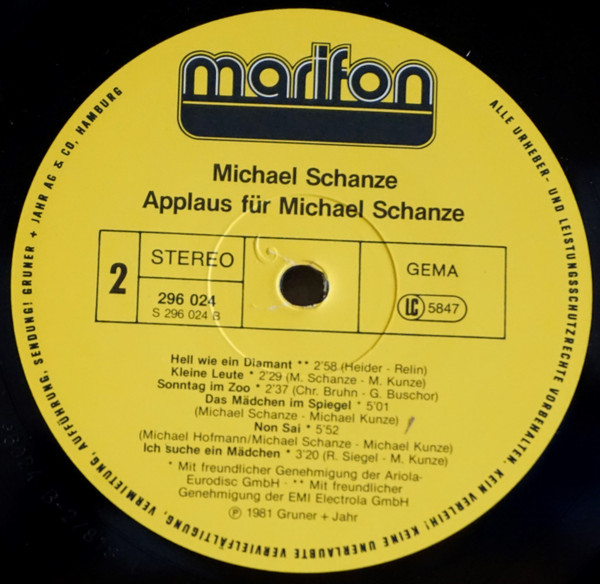 marifon
Michael Schanze
Applaus für Michael Schanze
2
STEREO
296 024
S 296 024 B
GEMA
LC 5847
Hell wie ein Diamant ** 2'58 (Heider - Relin)
Kleine Leute * 2'29 (M. Schanze - M. Kunze)
Sonntag im Zoo * 2'37 (Chr. Bruhn - G. Buschor)
Das Mädchen im Spiegel * 5'01
(Michael Schanze - Michael Kunze)
Non Sai * 5'52
(Michael Hofmann/Michael Schanze - Michael Kunze)
Ich suche ein Mädchen * 3'20 (R. Siegel - M. Kunze)
* Mit freundlicher Genehmigung der Ariola-
Eurodisc GmbH - ** Mit freundlicher
Genehmigung der EMI Electrola GmbH
℗ 1981 Gruner + Jahr
ALLE URHEBER- UND LEISTUNGSSCHUTZRECHTE VORBEHALTEN. KEIN VERLEIH! KEINE UNERLAUBTE VERVIELFÄLTIGUNG, VERMIETUNG, AUFFÜHRUNG, SENDUNG! GRUNER + JAHR AG & CO, HAMBURG